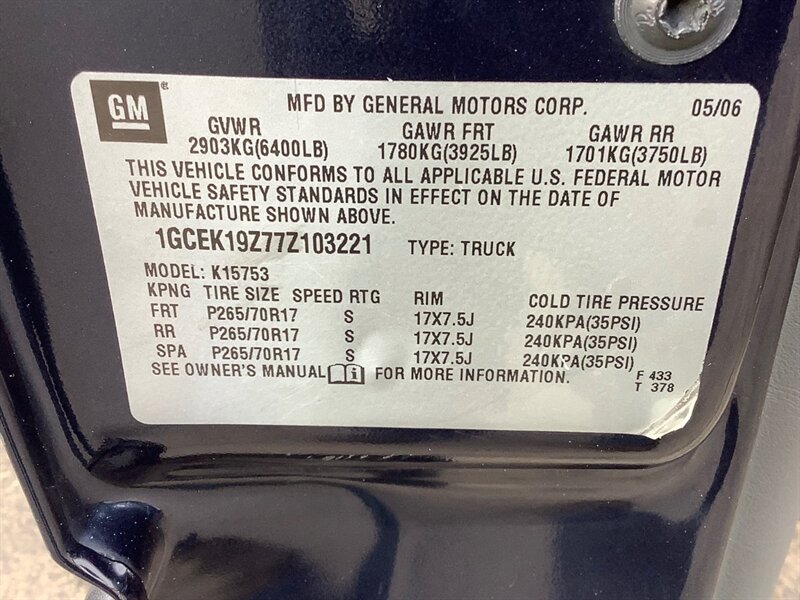 GM
MFD BY GENERAL MOTORS CORP. 05/06
GVWR GAWR FRT GAWR RR
2903KG(6400LB) 1780KG(3925LB) 1701KG(3750LB)
THIS VEHICLE CONFORMS TO ALL APPLICABLE U.S. FEDERAL MOTOR
VEHICLE SAFETY STANDARDS IN EFFECT ON THE DATE OF
MANUFACTURE SHOWN ABOVE.
1GCEK19Z77Z103221 TYPE: TRUCK
MODEL: K15753
KPNG TIRE SIZE SPEED RTG RIM COLD TIRE PRESSURE
FRT P265/70R17 S 17X7.5J 240KPA(35PSI)
RR P265/70R17 S 17X7.5J 240KPA(35PSI)
SPA P265/70R17 S 17X7.5J 240KPA(35PSI)
SEE OWNER'S MANUAL FOR MORE INFORMATION.
F 433
T 378